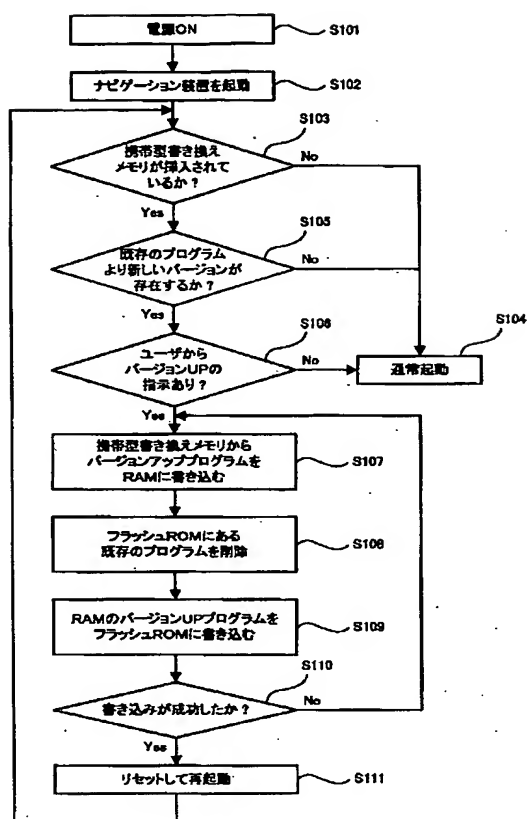 電源ON
S101
ナビゲーション装置を起動
S102
S103
携帯型書き換え
メモリが挿入されて
いるか?
No
Yes
S105
既存のプログラム
より新しいバージョンが
存在するか?
No
Yes
S106
S104
ユーザから
バージョンUPの
指示あり?
No
通常起動
Yes
携帯型書き換えメモリから
バージョンアッププログラムを
RAMに書き込む
S107
フラッシュROMにある
既存のプログラムを削除
S108
RAMのバージョンUPプログラムを
フラッシュROMに書き込む
S109
S110
書き込みが成功したか?
No
Yes
リセットして再起動
S111